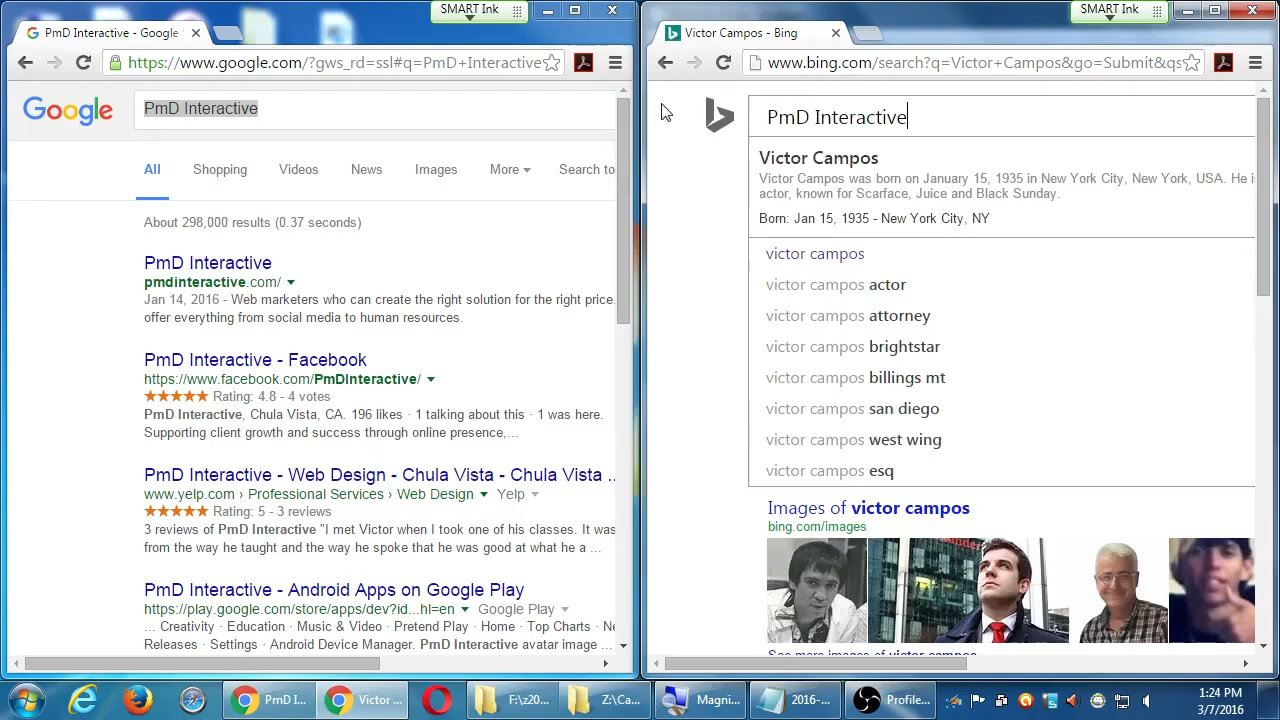 SMART Ink
PmD Interactive - Google
https://www.google.com/?gws_rd=ssl#q=PmD+Interactive
Google
PmD Interactive
All
Shopping
Videos
News
Images
More
Search to
About 298,000 results (0.37 seconds)
PmD Interactive
pmdinteractive.com/
Jan 14, 2016 - Web marketers who can create the right solution for the right price.
offer everything from social media to human resources.
PmD Interactive - Facebook
https://www.facebook.com/PmDInteractive/
Rating: 4.8 - 4 votes
PmD Interactive, Chula Vista, CA. 196 likes · 1 talking about this · 1 was here.
Supporting client growth and success through online presence,...
PmD Interactive - Web Design - Chula Vista - Chula Vista ...
www.yelp.com › Professional Services › Web Design
Yelp
Rating: 5 - 3 reviews
3 reviews of PmD Interactive "I met Victor when I took one of his classes. It was
from the way he taught and the way he spoke that he was good at what he a ...
PmD Interactive - Android Apps on Google Play
https://play.google.com/store/apps/dev?id...hl=en
Google Play
... Creativity · Education · Music & Video · Pretend Play · Home · Top Charts · Ne
Releases · Settings · Android Device Manager. PmD Interactive avatar image ...
SMART Ink
Victor Campos - Bing
www.bing.com/search?q=Victor+Campos&go=Submit&qs
PmD Interactive
Victor Campos
Victor Campos was born on January 15, 1935 in New York City, New York, USA. He i
actor, known for Scarface, Juice and Black Sunday.
Born: Jan 15, 1935 - New York City, NY
victor campos
victor campos actor
victor campos attorney
victor campos brightstar
victor campos billings mt
victor campos san diego
victor campos west wing
victor campos esq
Images of victor campos
bing.com/images
See more images of victor campos
PmD I...
Victor ...
F:\z20...
Z:\Ca...
Magni...
2016-...
Profile...
1:24 PM
3/7/2016